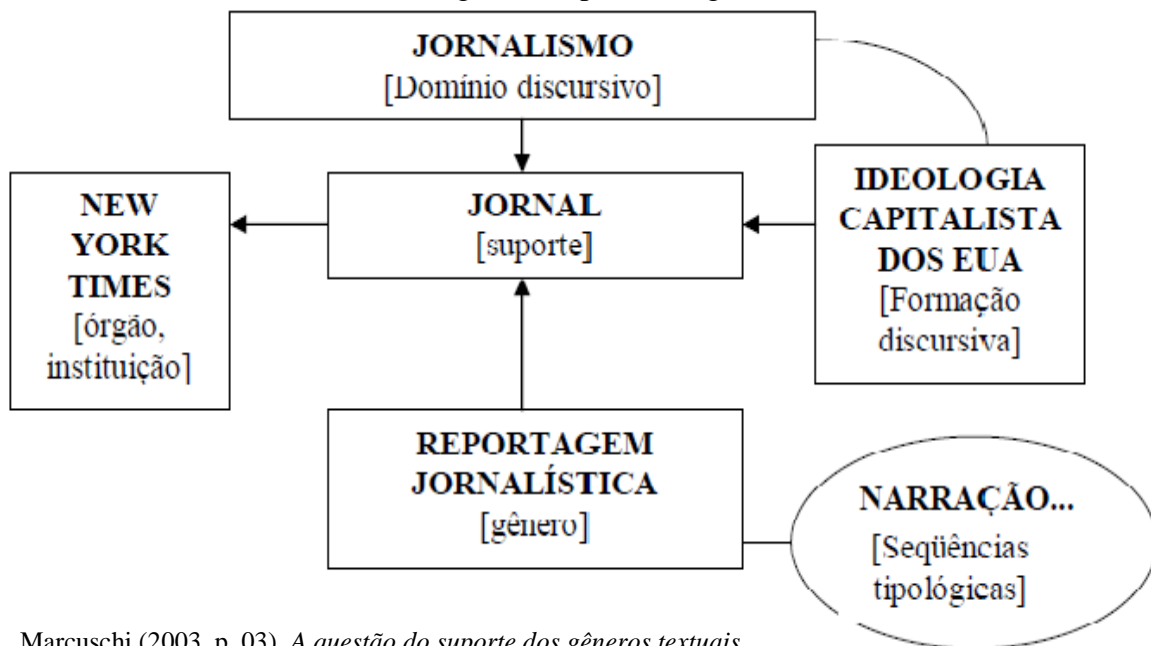 JORNALISMO
[Domínio discursivo]
NEW
YORK
TIMES
[órgão,
instituição]
JORNAL
[suporte]
IDEOLOGIA
CAPITALISTA
DOS EUA
[Formação
discursiva]
REPORTAGEM
JORNALÍSTICA
[gênero]
NARRAÇÃO...
[Seqüências
tipológicas]
Marcuschi (2003, p. 03). A questão do suporte dos gêneros textuais